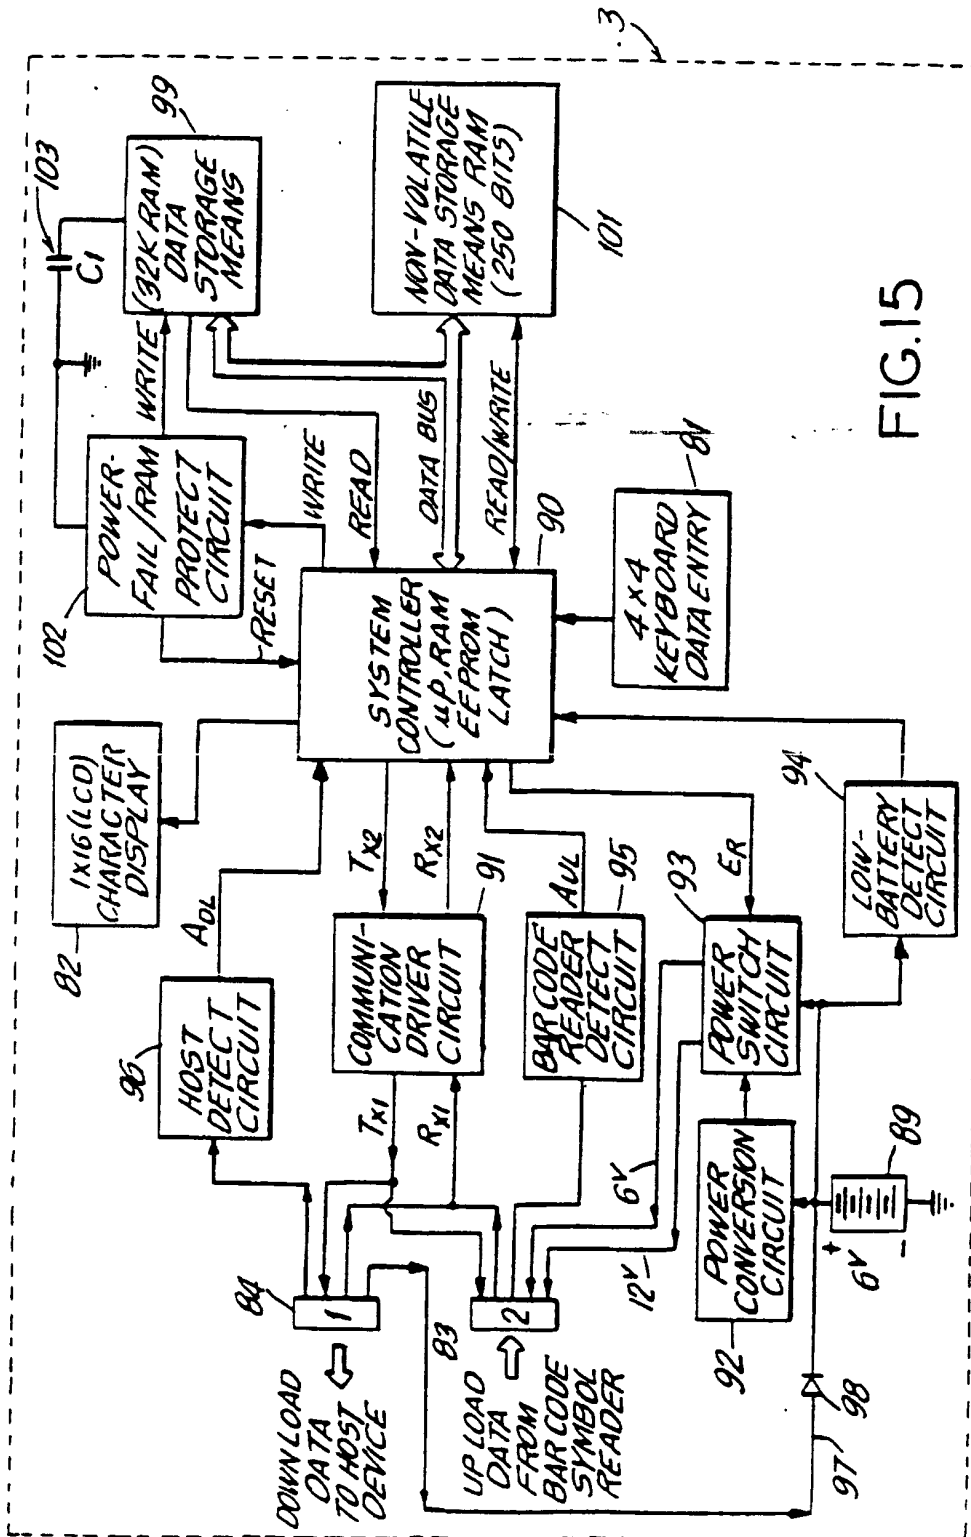 3
103
C1
99
(32K RAM)
DATA
STORAGE
MEANS
NON-VOLATILE
DATA STORAGE
MEANS RAM
(250 BITS)
101
102
POWER-
FAIL/RAM
PROTECT
CIRCUIT
WRITE
RESET
WRITE
READ
DATA BUS
READ/WRITE
90
SYSTEM
CONTROLLER
(µP, RAM
EEPROM
LATCH)
4×4
KEYBOARD
DATA ENTRY
81
82
1X16 (LCD)
CHARACTER
DISPLAY
ADL
TX2
RX2
AUL
ER
96
HOST
DETECT
CIRCUIT
COMMUNI-
CATION
DRIVER
CIRCUIT
91
BAR CODE
READER
DETECT
CIRCUIT
95
POWER
SWITCH
CIRCUIT
93
LOW-
BATTERY
DETECT
CIRCUIT
94
TX1
RX1
6V
12V
84
1
83
2
DOWN LOAD
DATA
TO HOST
DEVICE
UP LOAD
DATA
FROM
BAR CODE
SYMBOL
READER
POWER
CONVERSION
CIRCUIT
92
+
6V
-
89
97
98
FIG.15